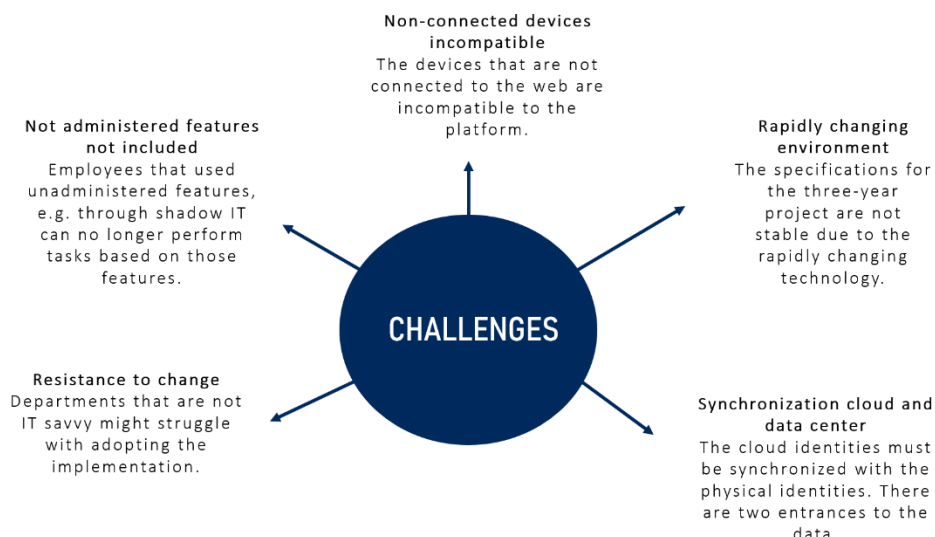 Non-connected devices
incompatible
The devices that are not
connected to the web are
incompatible to the
platform.
Not administered features
not included
Employees that used
unadministered features,
e.g. through shadow IT
can no longer perform
tasks based on those
features.
Rapidly changing
environment
The specifications for
the three-year
project are not
stable due to the
rapidly changing
technology.
CHALLENGES
Resistance to change
Departments that are not
IT savvy might struggle
with adopting the
implementation.
Synchronization cloud and
data center
The cloud identities must
be synchronized with the
physical identities. There
are two entrances to the
data